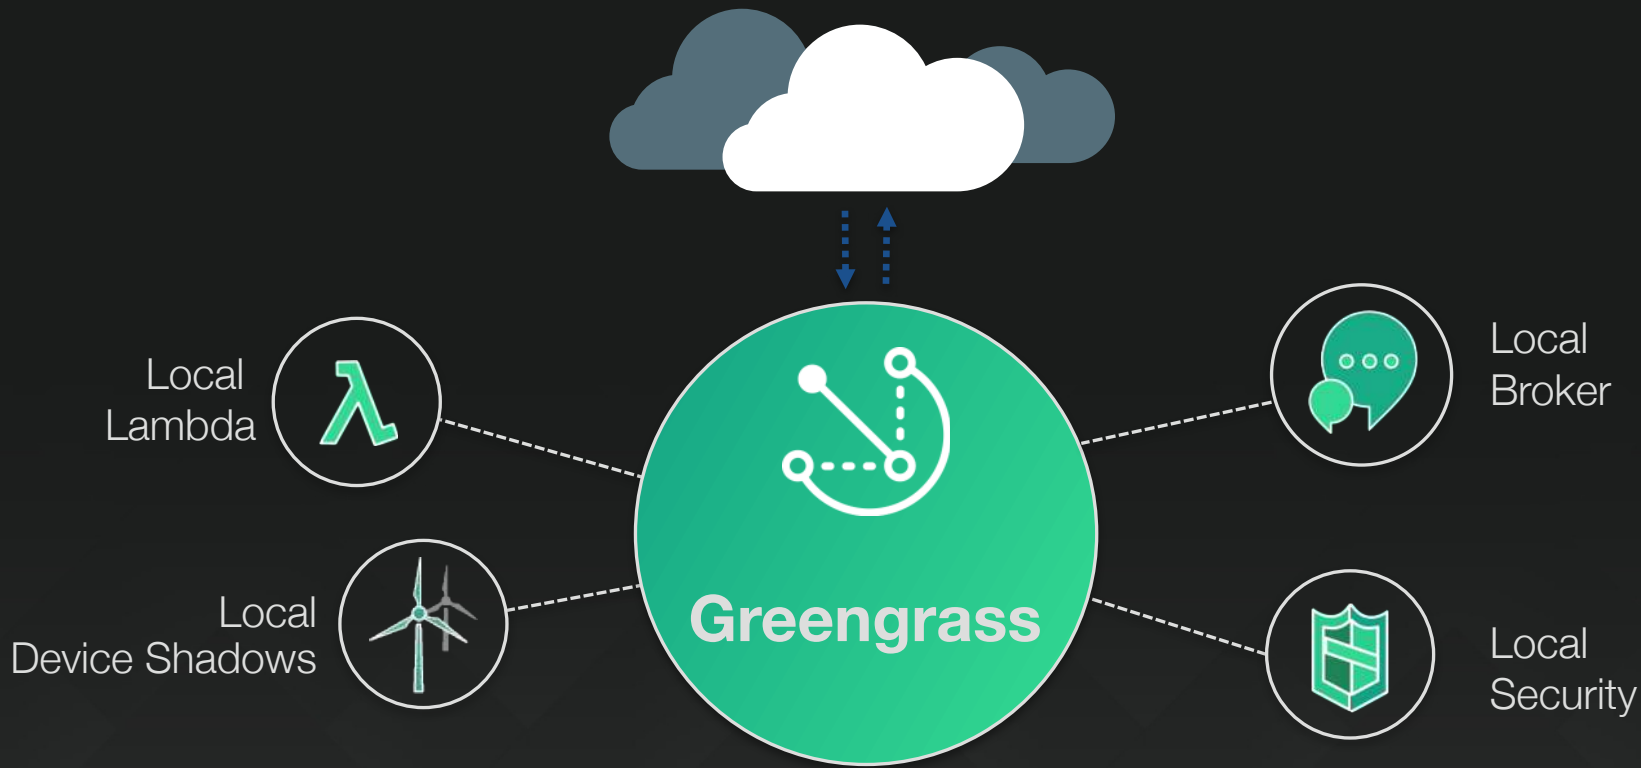 Local
Lambda
Local
Device Shadows
Greengrass
Local
Broker
Local
Security